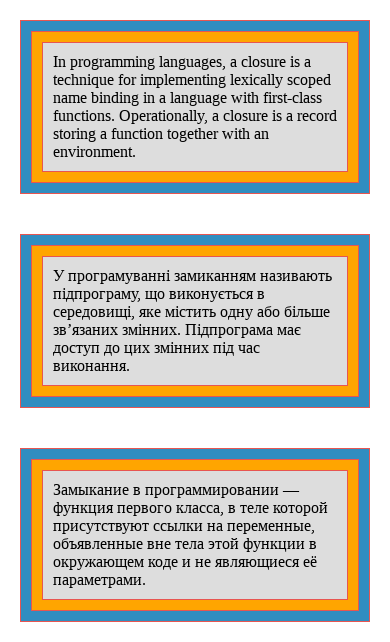 In programming languages, a closure is a
technique for implementing lexically scoped
name binding in a language with first-class
functions. Operationally, a closure is a record
storing a function together with an
environment.
У програмуванні замиканням називають
підпрограму, що виконується в
середовищі, яке містить одну або більше
зв’язаних змінних. Підпрограма має
доступ до цих змінних під час
виконання.
Замыкание в программировании —
функция первого класса, в теле которой
присутствуют ссылки на переменные,
объявленные вне тела этой функции в
окружающем коде и не являющиеся её
параметрами.